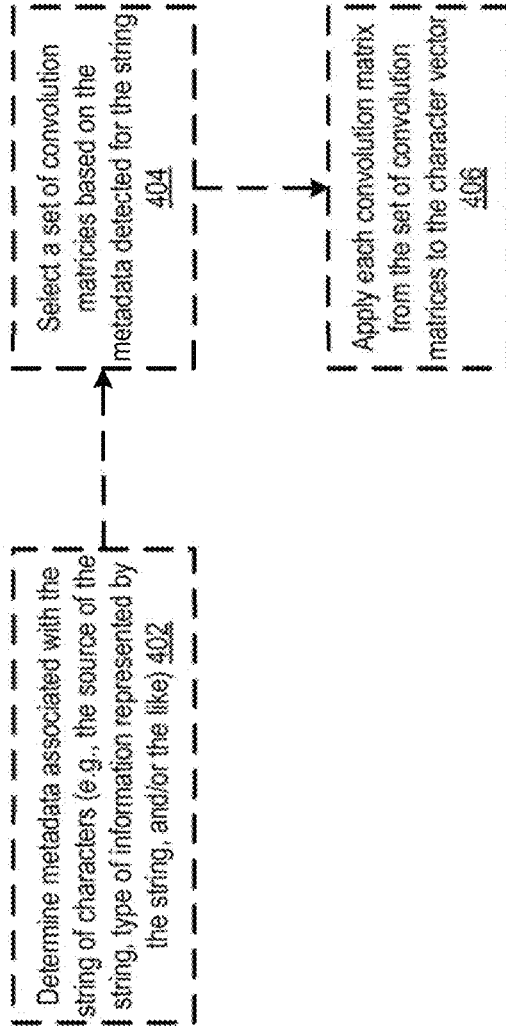 Determine metadata associated with the
string of characters (e.g., the source of the
string, type of information represented by
the string, and/or the like) 402
Select a set of convolution
matricies based on the
metadata detected for the string
404
Apply each convolution matrix
from the set of convolution
matrices to the character vector
406